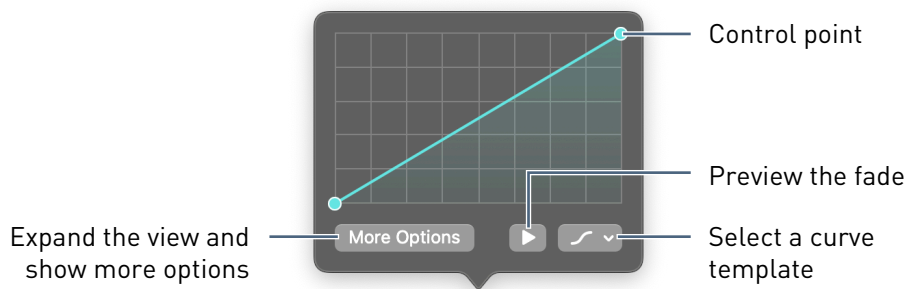 Control point
Preview the fade
More Options
Expand the view and
show more options
Select a curve
template